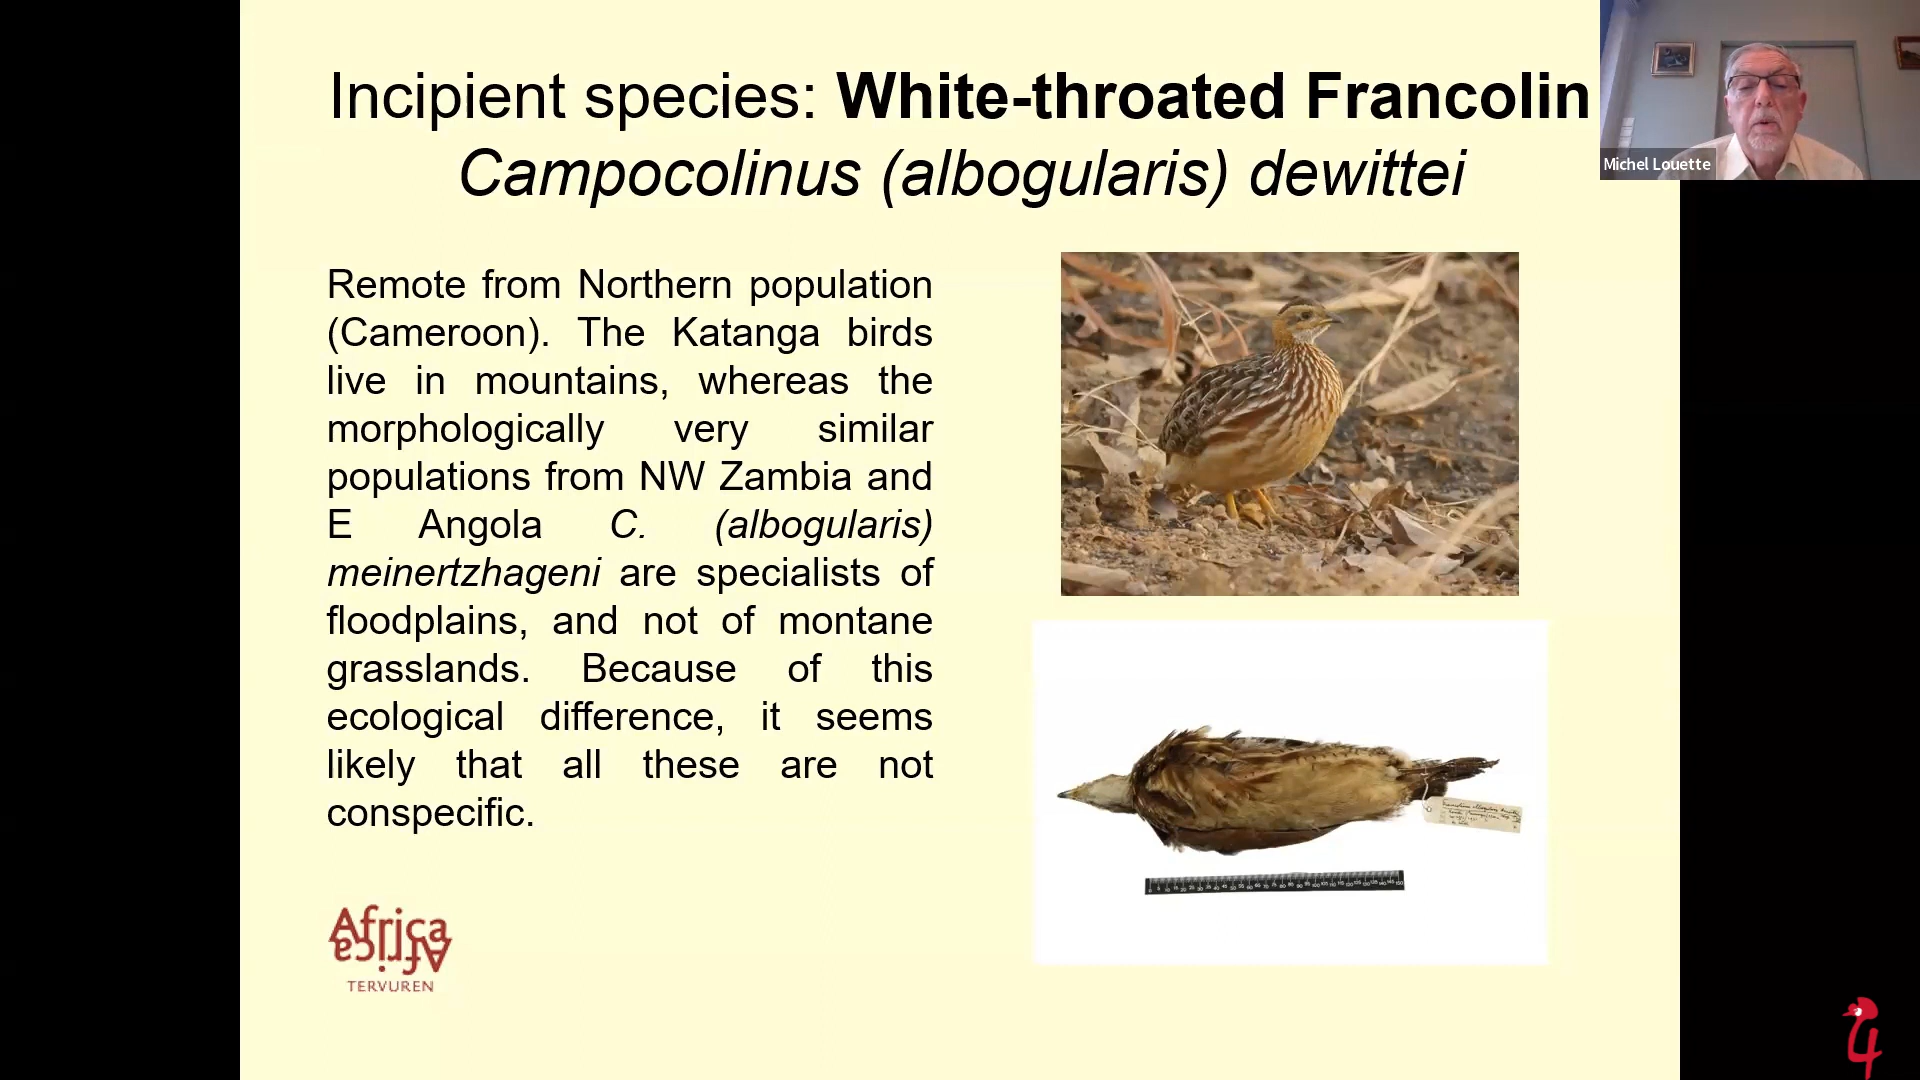 Incipient species: White-throated Francolin
Campocolinus (albogularis) dewittei
Michel Louette
Remote from Northern population
(Cameroon). The Katanga birds
live in mountains, whereas the
morphologically very similar
populations from NW Zambia and
E Angola C. (albogularis)
meinertzhageni are specialists of
floodplains, and not of montane
grasslands. Because of this
ecological difference, it seems
likely that all these are not
conspecific.
Africa
Africa
TERVUREN
4